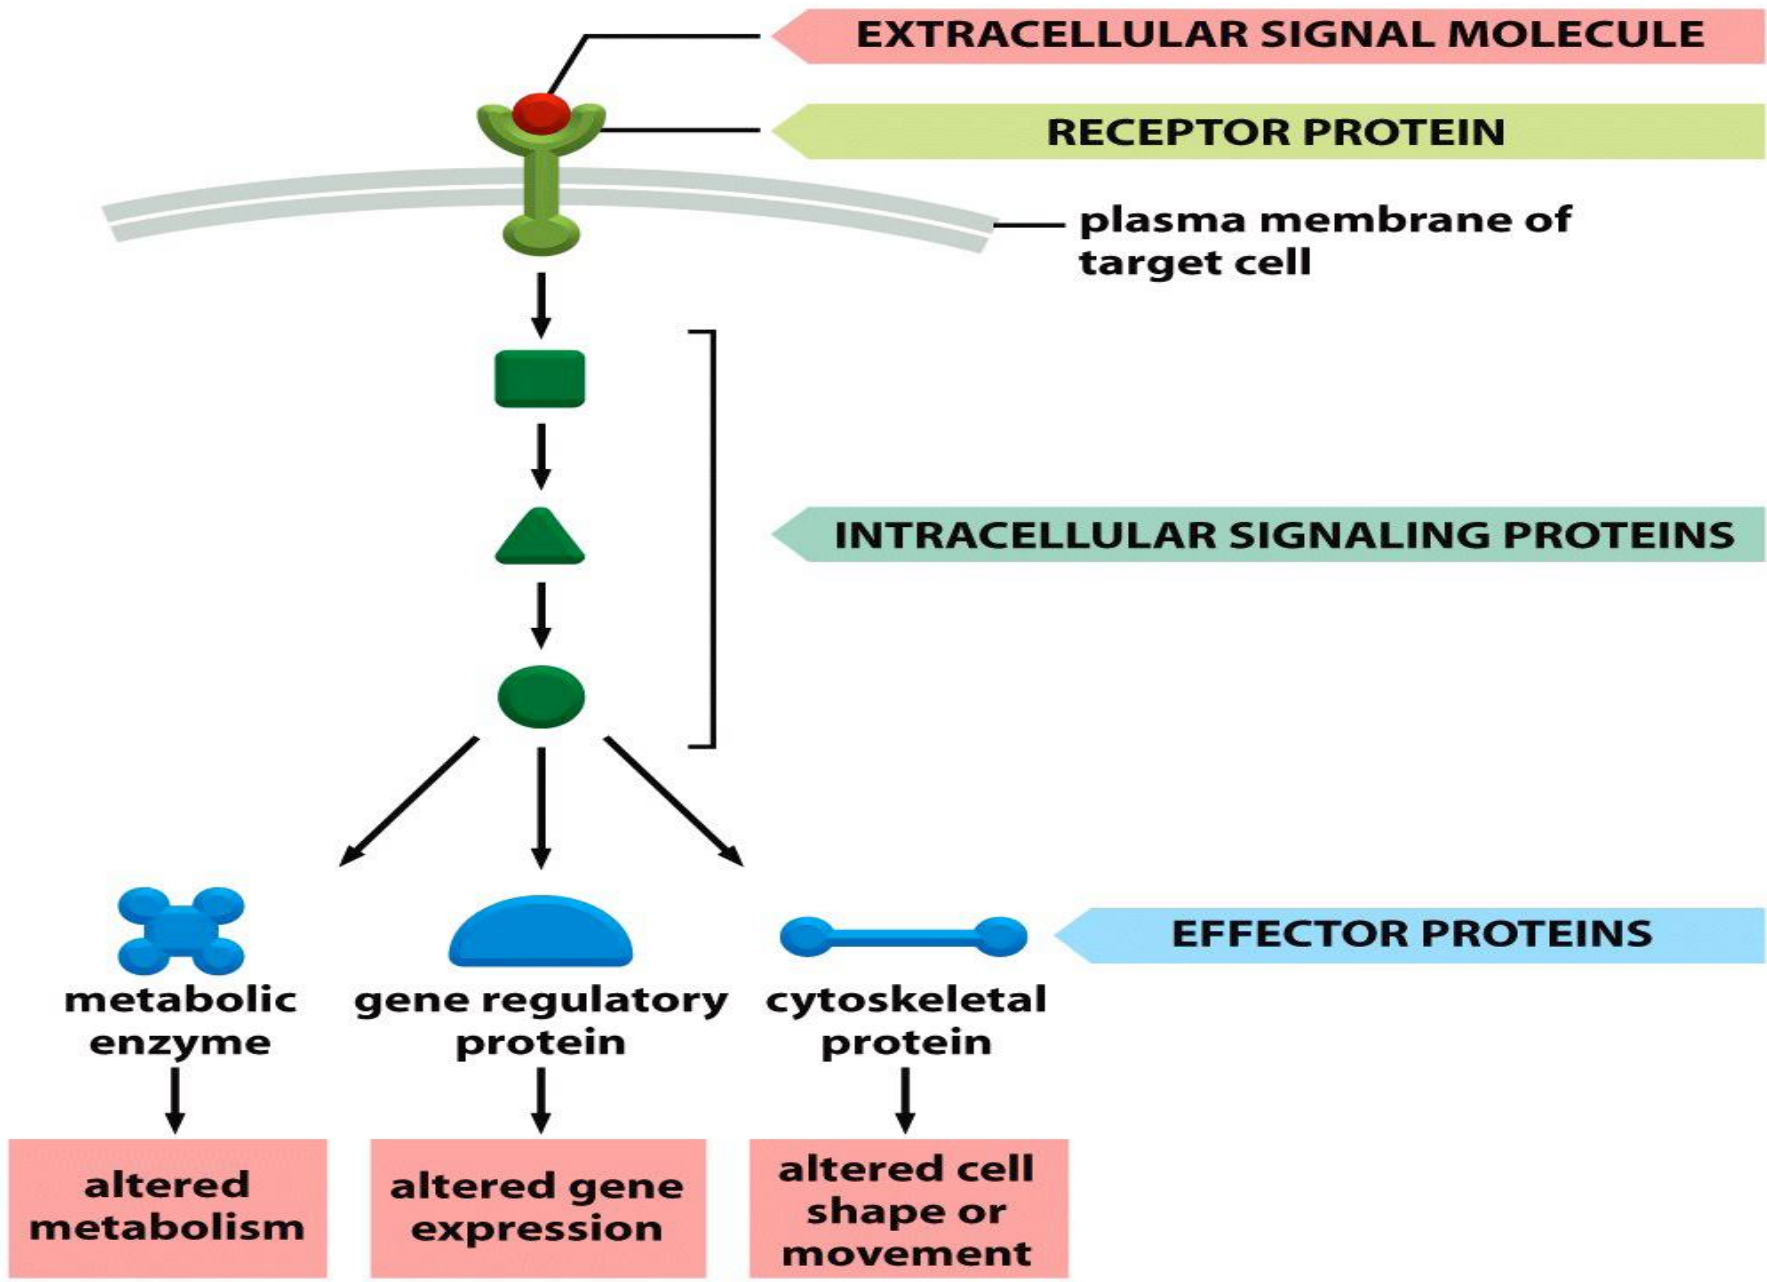 EXTRACELLULAR SIGNAL MOLECULE
RECEPTOR PROTEIN
plasma membrane of
target cell
INTRACELLULAR SIGNALING PROTEINS
EFFECTOR PROTEINS
metabolic
enzyme
gene regulatory
protein
cytoskeletal
protein
altered
metabolism
altered gene
expression
altered cell
shape or
movement